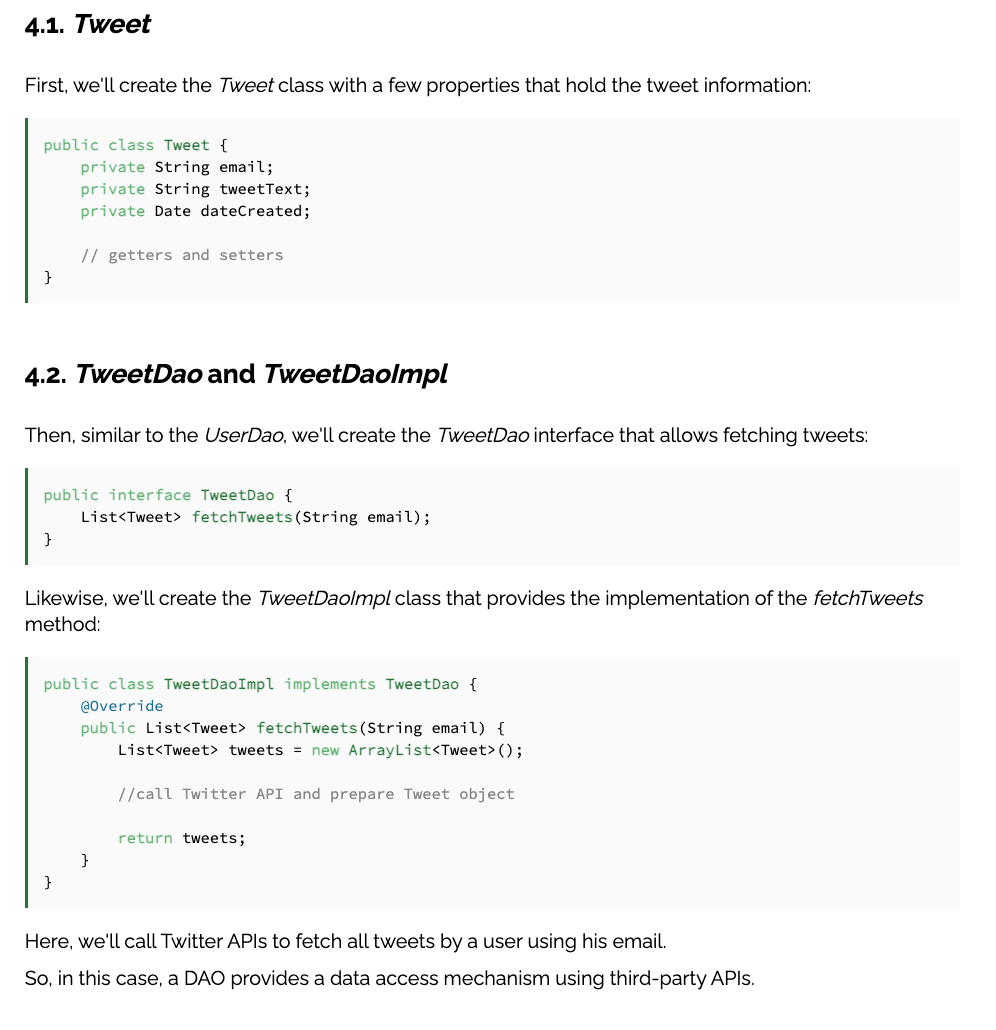 4.1. Tweet
First, we'll create the Tweet class with a few properties that hold the tweet information:
public class Tweet {
    private String email;
    private String tweetText;
    private Date dateCreated;
    // getters and setters
}
4.2. TweetDao and TweetDaoImpl
Then, similar to the UserDao, we'll create the TweetDao interface that allows fetching tweets:
public interface TweetDao {
    List<Tweet> fetchTweets(String email);
}
Likewise, we'll create the TweetDaoImpl class that provides the implementation of the fetchTweets
method:
public class TweetDaoImpl implements TweetDao {
    @Override
    public List<Tweet> fetchTweets(String email) {
        List<Tweet> tweets = new ArrayList<Tweet>();
        //call Twitter API and prepare Tweet object
        return tweets;
    }
}
Here, we'll call Twitter APIs to fetch all tweets by a user using his email.
So, in this case, a DAO provides a data access mechanism using third-party APIs.